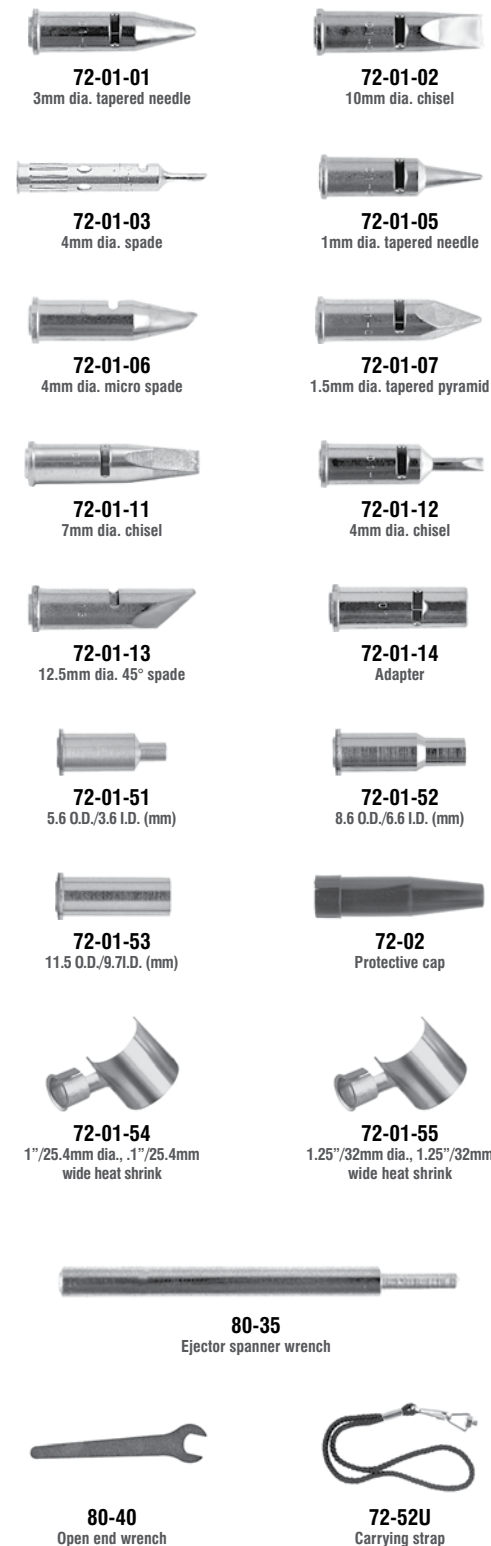 72-01-01
3mm dia. tapered needle
72-01-02
10mm dia. chisel
72-01-03
4mm dia. spade
72-01-05
1mm dia. tapered needle
72-01-06
4mm dia. micro spade
72-01-07
1.5mm dia. tapered pyramid
72-01-11
7mm dia. chisel
72-01-12
4mm dia. chisel
72-01-13
12.5mm dia. 45° spade
72-01-14
Adapter
72-01-51
5.6 O.D./3.6 I.D. (mm)
72-01-52
8.6 O.D./6.6 I.D. (mm)
72-01-53
11.5 O.D./9.7I.D. (mm)
72-02
Protective cap
72-01-54
1”/25.4mm dia., .1”/25.4mm
wide heat shrink
72-01-55
1.25”/32mm dia., 1.25”/32mm
wide heat shrink
80-35
Ejector spanner wrench
80-40
Open end wrench
72-52U
Carrying strap